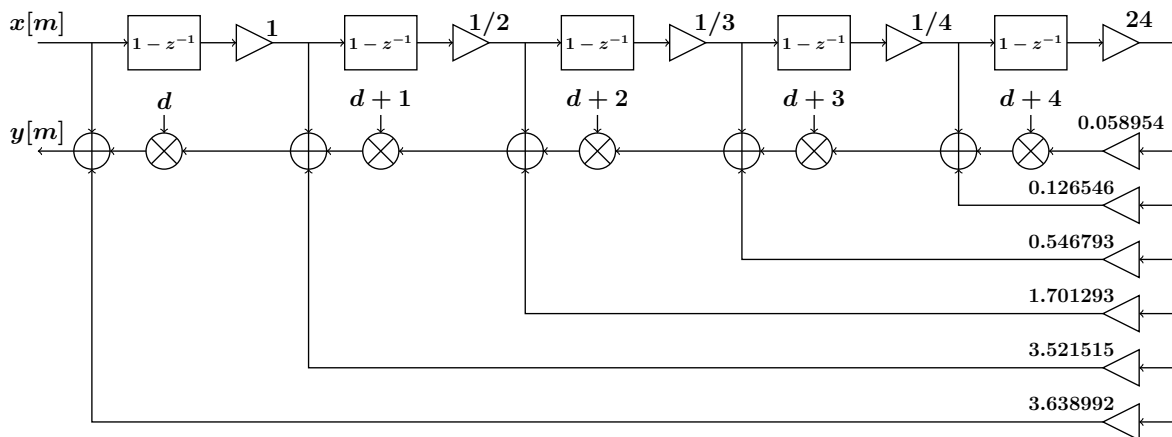 x[m] 1 1/2 1/3 1/4 24
1 − z⁻¹ 1 − z⁻¹ 1 − z⁻¹ 1 − z⁻¹ 1 − z⁻¹
d d + 1 d + 2 d + 3 d + 4
y[m] 0.058954
0.126546
0.546793
1.701293
3.521515
3.638992